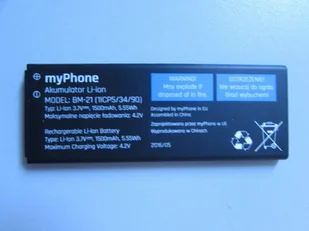 myPhone
Akumulator Li-Ion
MODEL: BM-21 (1ICP5/34/90)
Typ: Li-Ion 3.7V, 1500mAh, 5.55Wh
Maksymalne napięcie ładowania: 4.2V
Rechargeable Li-Ion Battery
Type: Li-Ion 3.7V, 1500mAh, 5.55Wh
Maximum Charging Voltage: 4.2V
WARNING!
May explode if
disposed of in fire.
OSTRZEŻENIE!
Nie wrzucaj do ognia
Grozi wybuchem
Designed by myPhone in EU
Assembled in China
Zaprojektowano przez myPhone w UE
Wyprodukowano w Chinach
2016/05